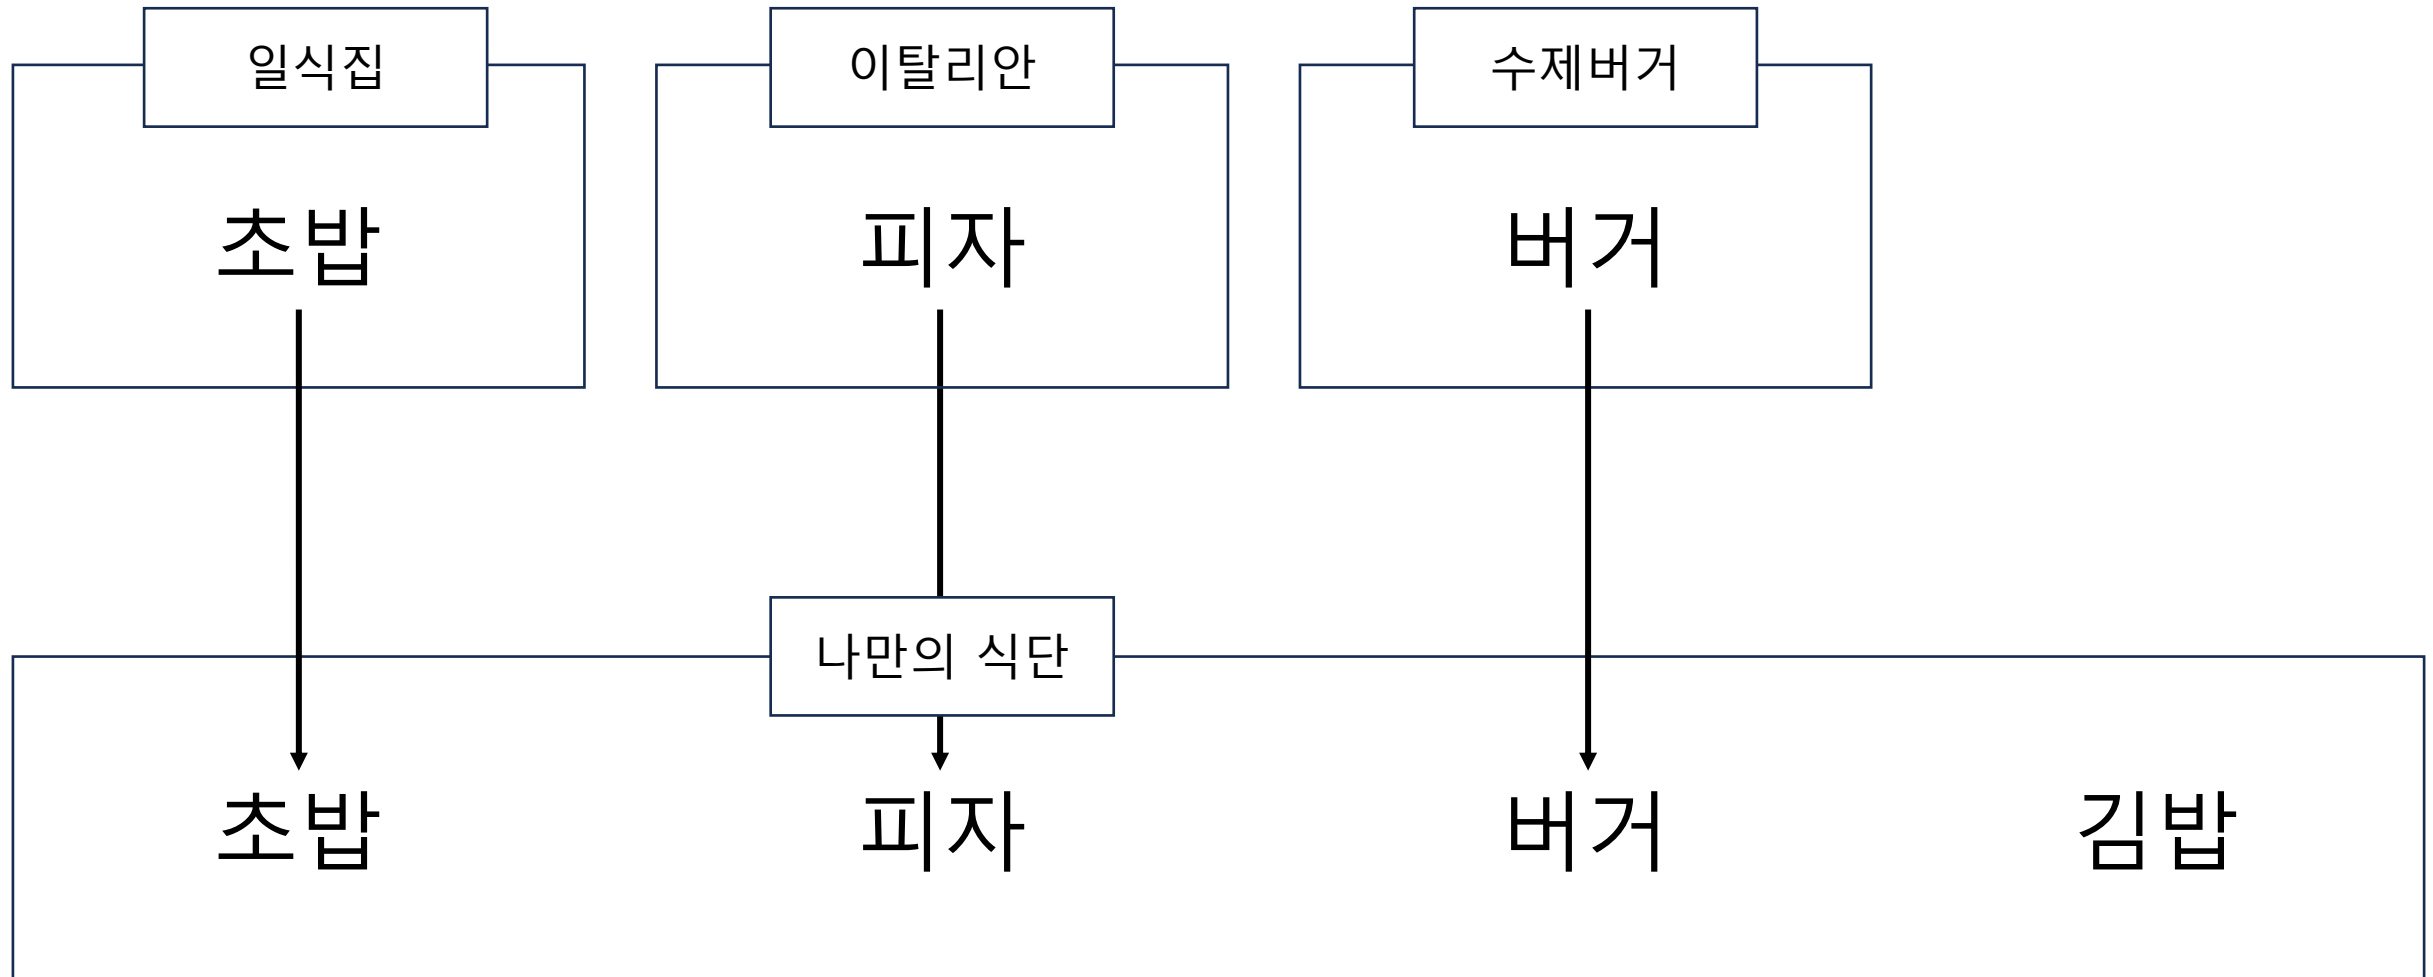 일식집 이탈리안 수제버거
초밥 피자 버거
나만의 식단
초밥 피자 버거 김밥